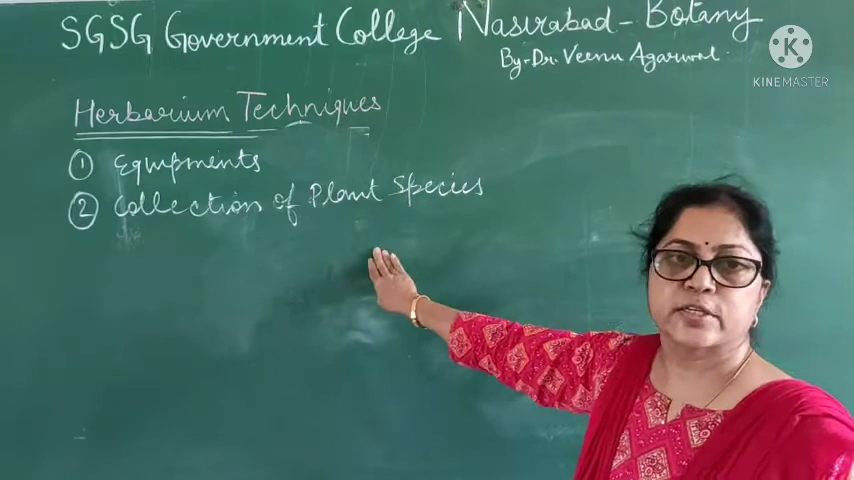 SGSG GOVERNMENT COLLEGE NASIRABAD - BOTANY
By - Dr. VEENU AGARWAL
Herbarium Techniques
① Equipments
② Collection of Plant Species
K
KINEMASTER